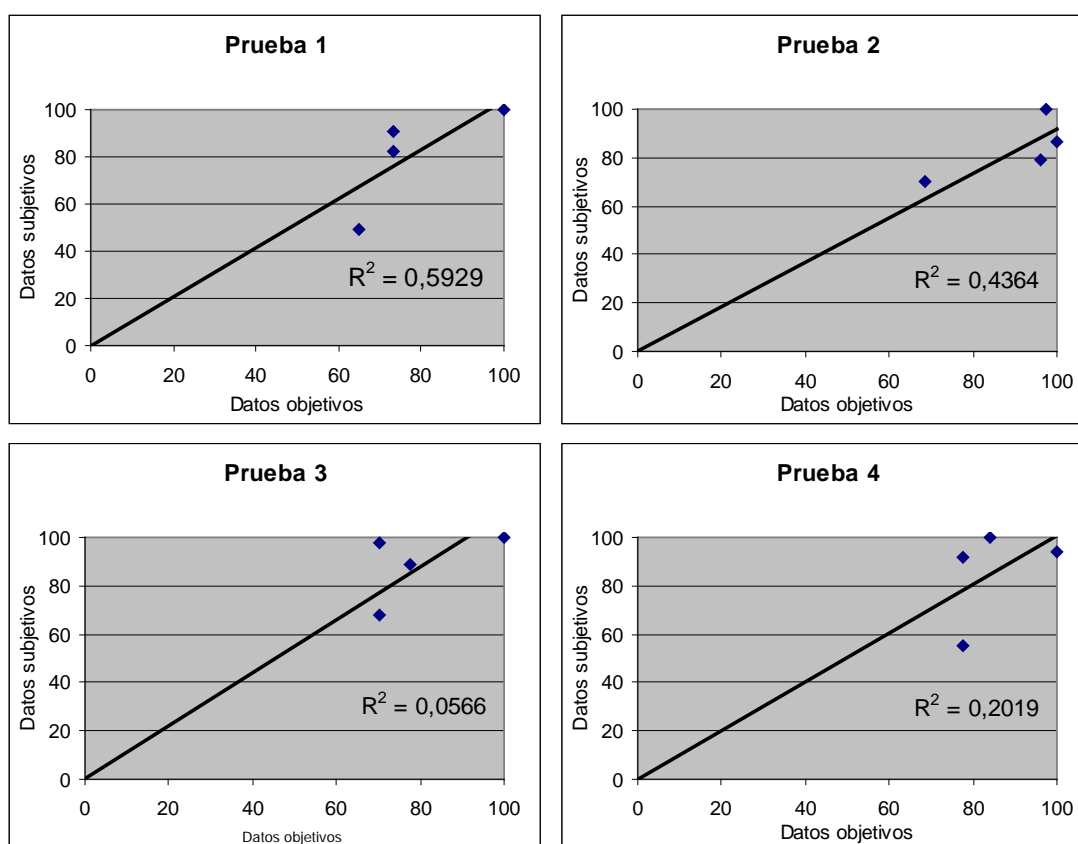 Prueba 1
100
80
60
40
20
0
Datos subjetivos
R² = 0,5929
0 20 40 60 80 100
Datos objetivos
Prueba 2
100
80
60
40
20
0
Datos subjetivos
R² = 0,4364
0 20 40 60 80 100
Datos objetivos
Prueba 3
100
80
60
40
20
0
Datos subjetivos
R² = 0,0566
0 20 40 60 80 100
Datos objetivos
Prueba 4
100
80
60
40
20
0
Datos subjetivos
R² = 0,2019
0 20 40 60 80 100
Datos objetivos